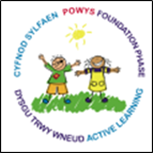 CYFNOD SYLFAEN POWYS FOUNDATION PHASE
DYSGU TRWY WNEUD ACTIVE LEARNING